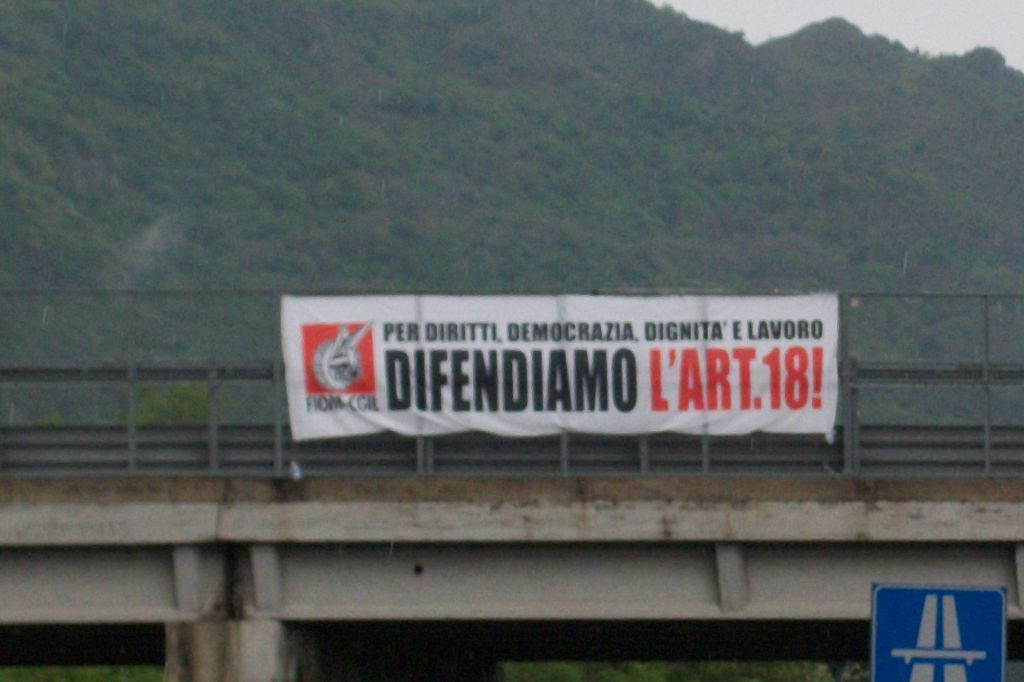 PER DIRITTI, DEMOCRAZIA, DIGNITA' E LAVORO
DIFENDIAMO L'ART.18!
FIOM-CGIL